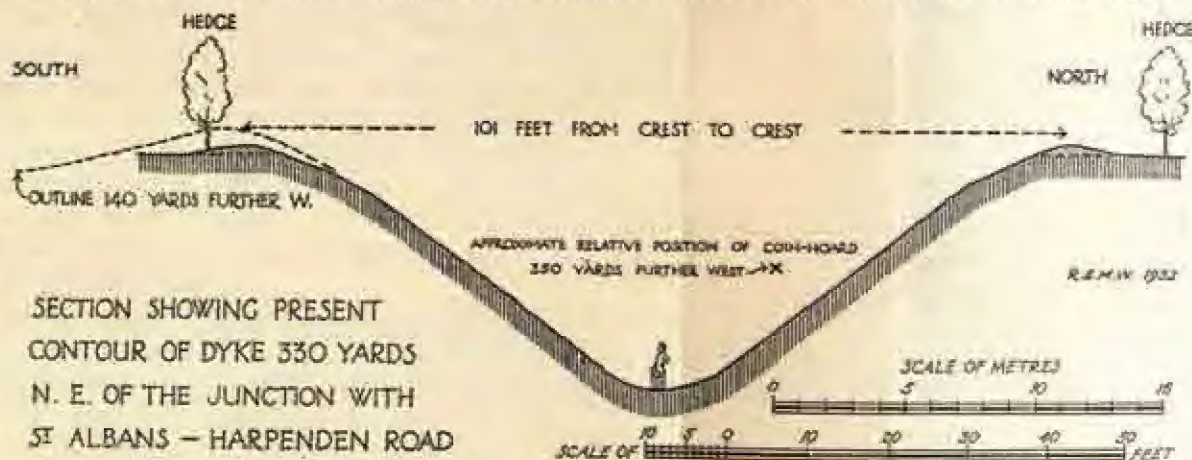 HEDGE
HEDGE
SOUTH
NORTH
101 FEET FROM CREST TO CREST
OUTLINE 140 YARDS FURTHER W.
APPROXIMATE RELATIVE POSITION OF COIN-HOARD
350 YARDS FURTHER WEST → X
R.E.M.W. 1932
SECTION SHOWING PRESENT
CONTOUR OF DYKE 330 YARDS
N. E. OF THE JUNCTION WITH
ST ALBANS – HARPENDEN ROAD
SCALE OF METRES
0 5 10 15
10 5 0 10 20 30 40 50
SCALE OF FEET